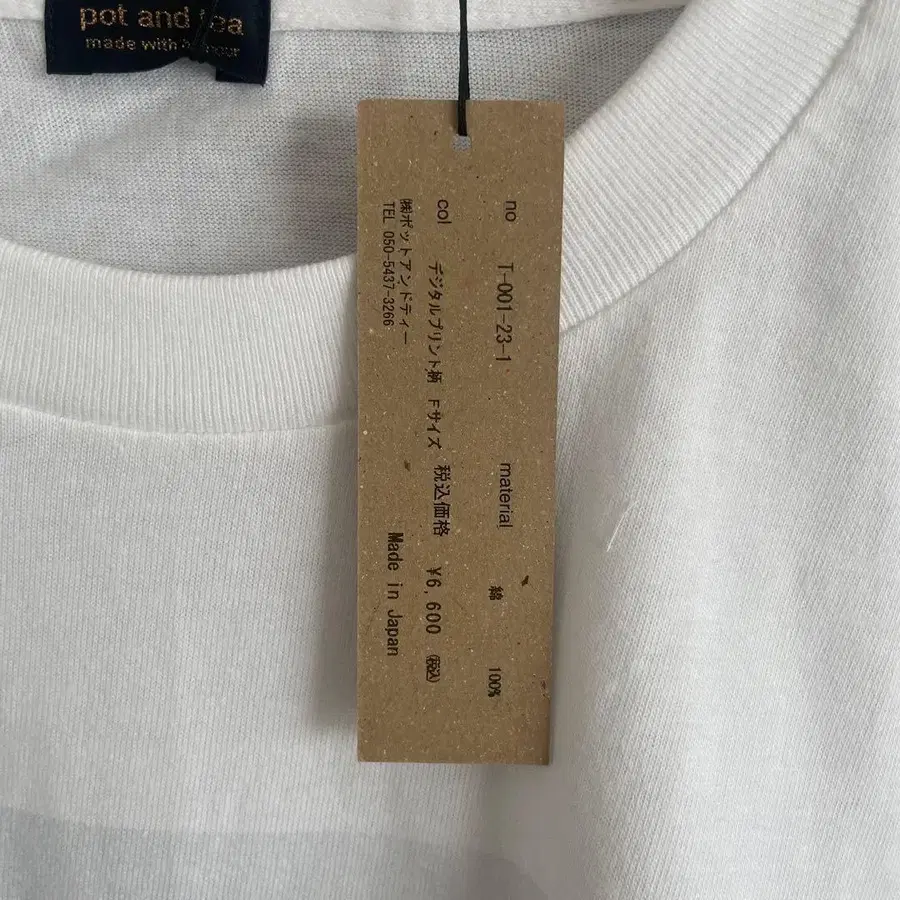 pot and tea
made with
no T-001-23-1 material 綿 100%
col デジタルプリント柄 Fサイズ 税込価格 ¥6,600 (税込)
㈱ポットアンドティー Made in Japan
TEL 050-5437-3266